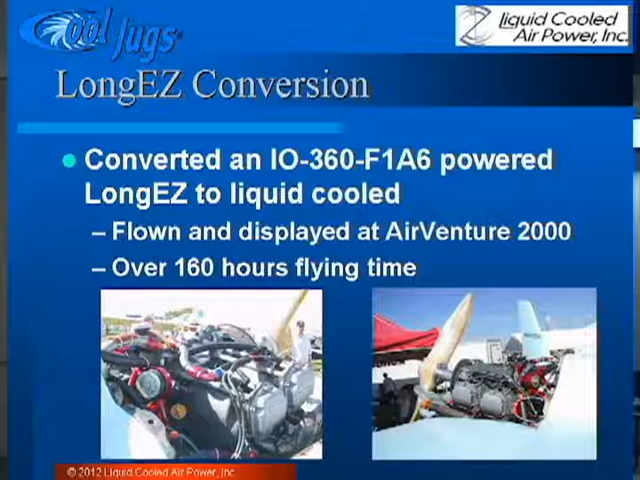 Cool Jugs
Liquid Cooled
Air Power, Inc.
LongEZ Conversion
Converted an IO-360-F1A6 powered
LongEZ to liquid cooled
– Flown and displayed at AirVenture 2000
– Over 160 hours flying time
© 2012 Liquid Cooled Air Power, Inc